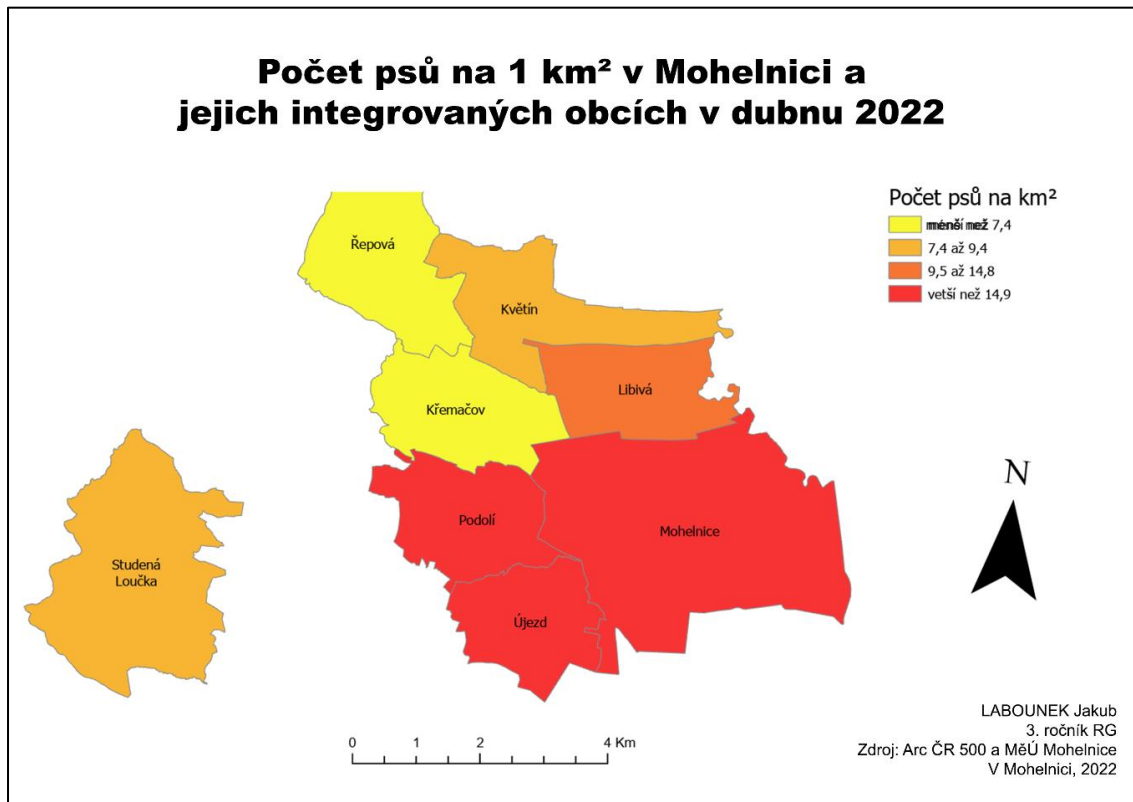 Počet psů na 1 km² v Mohelnici a
jejich integrovaných obcích v dubnu 2022
Počet psů na km²
než 7,4
7,4 až 9,4
9,5 až 14,8
vetší než 14,9
Řepová
Květín
Libivá
Křemačov
Podolí
Mohelnice
Studená
Loučka
Újezd
N
0 1 2 4 Km
LABOUNEK Jakub
3. ročník RG
Zdroj: Arc ČR 500 a MěÚ Mohelnice
V Mohelnici, 2022